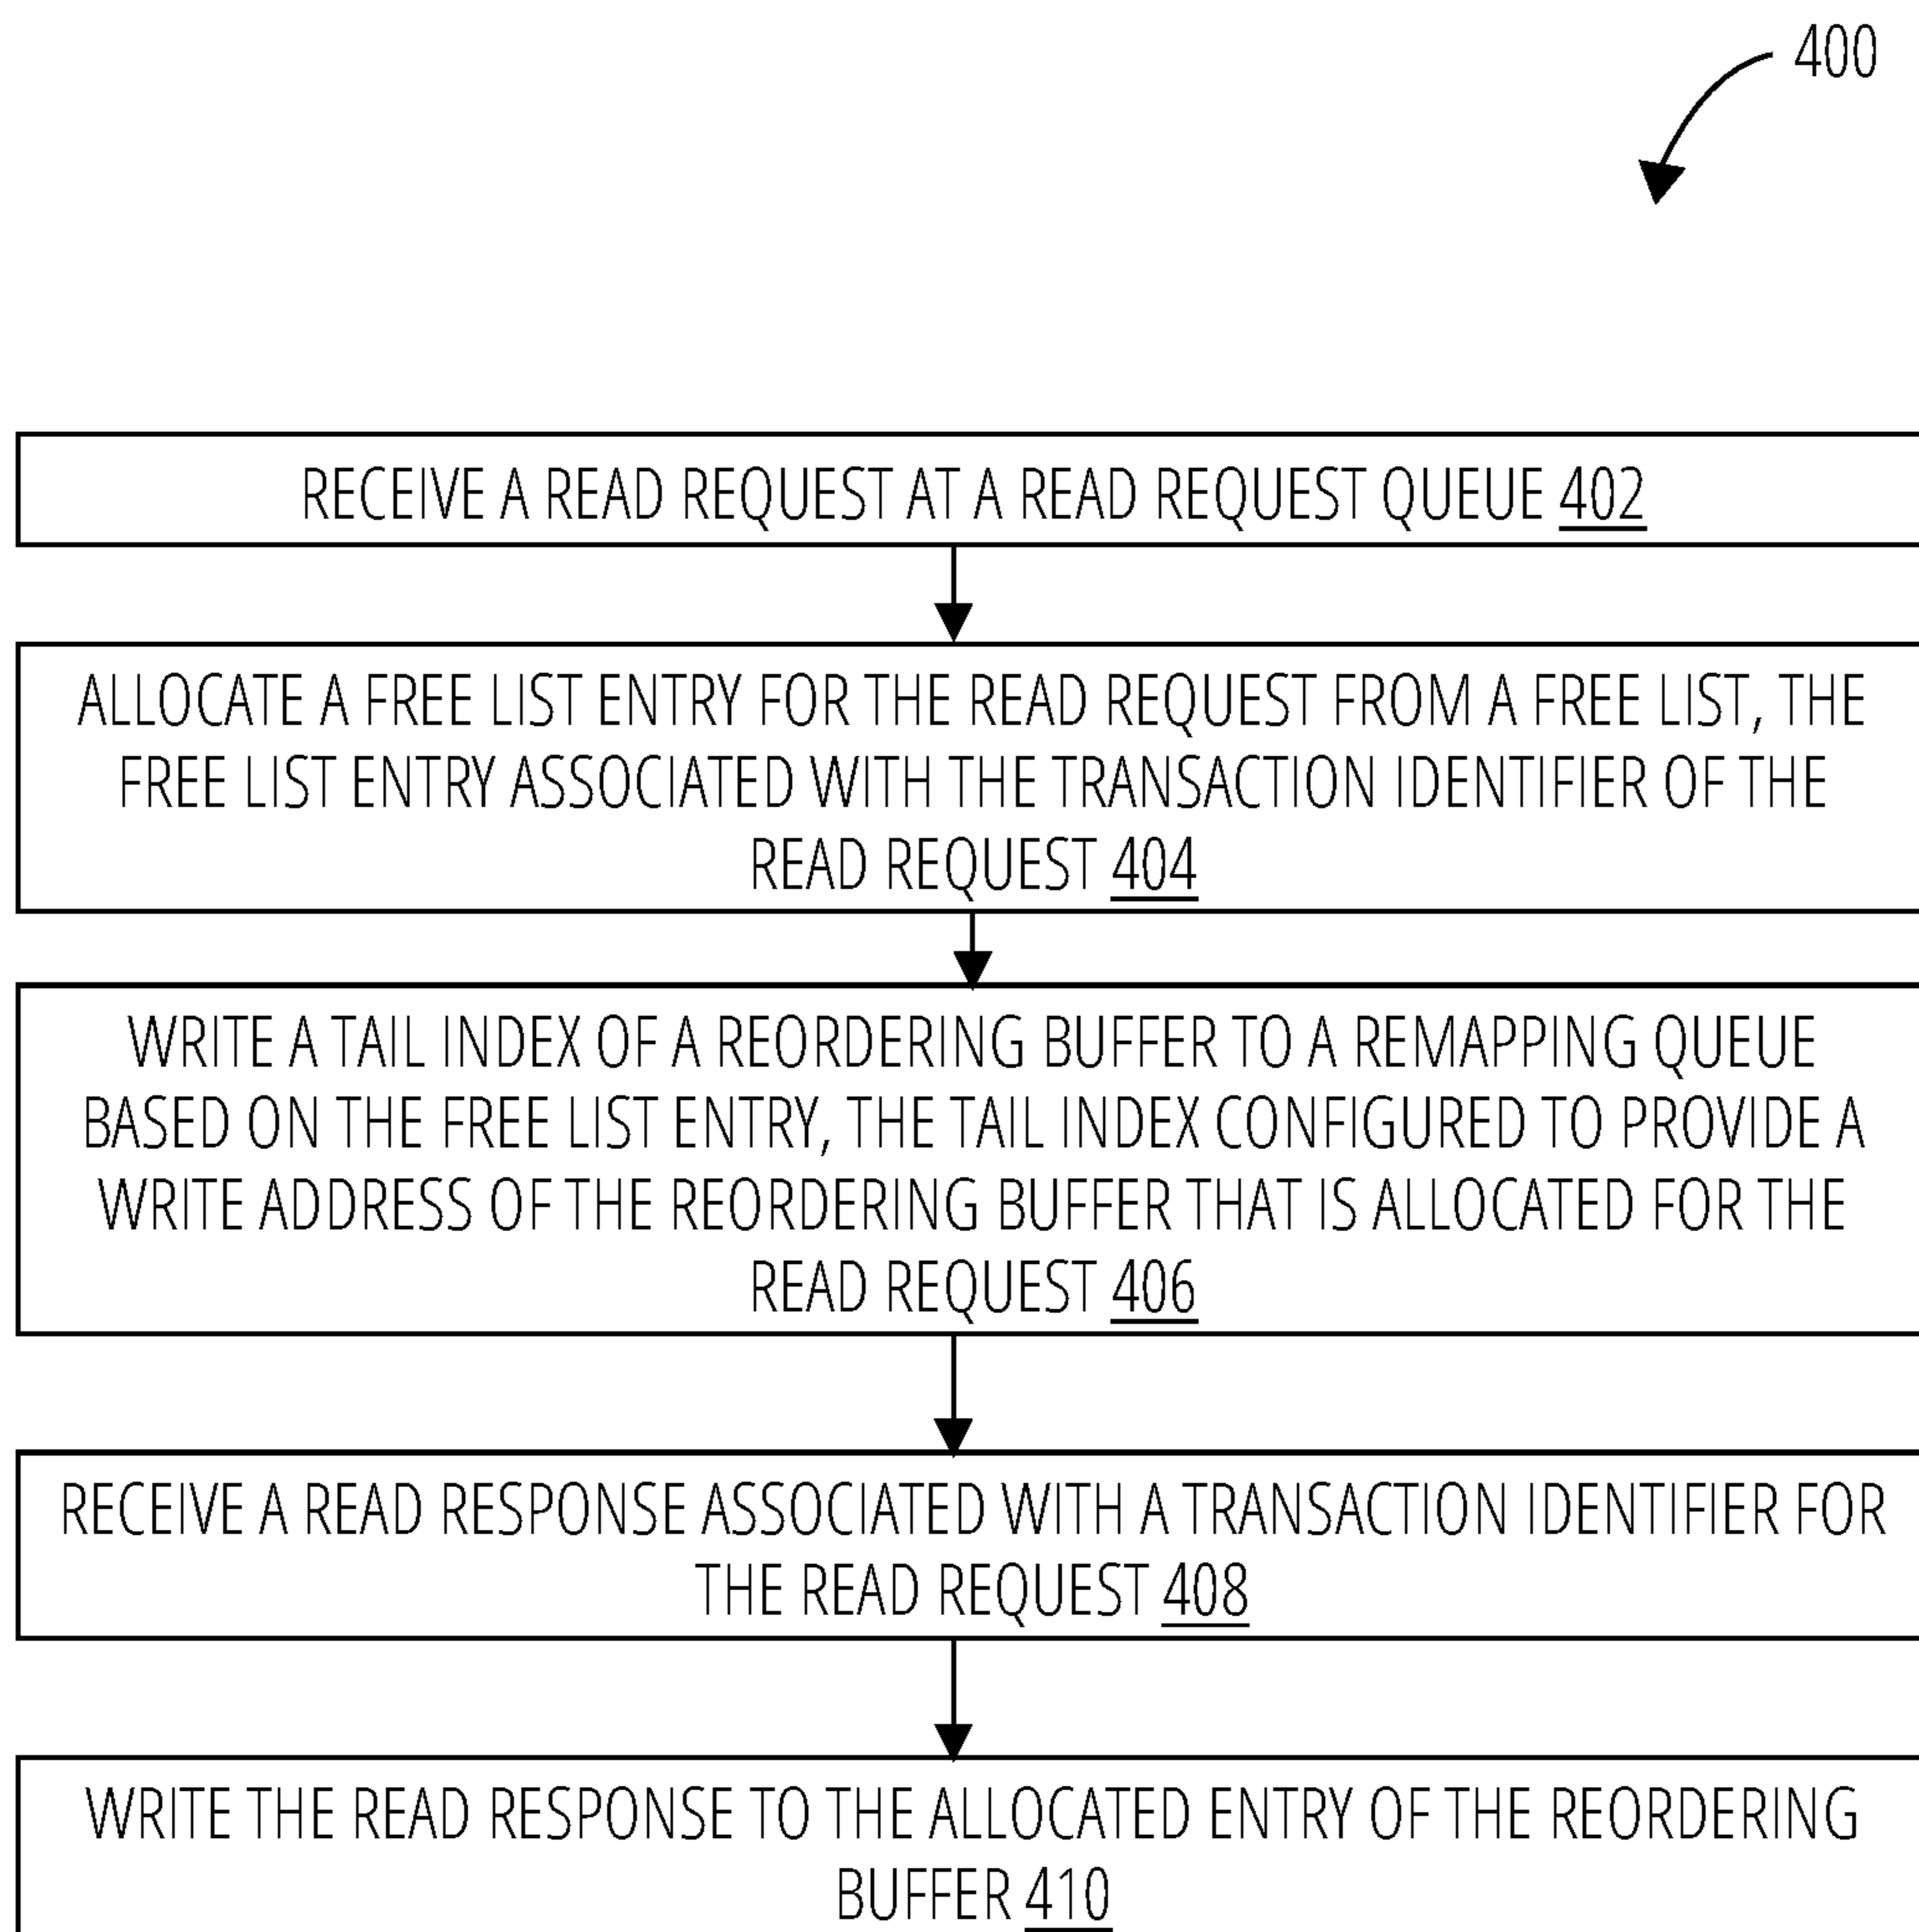 400
RECEIVE A READ REQUEST AT A READ REQUEST QUEUE 402
ALLOCATE A FREE LIST ENTRY FOR THE READ REQUEST FROM A FREE LIST, THE
FREE LIST ENTRY ASSOCIATED WITH THE TRANSACTION IDENTIFIER OF THE
READ REQUEST 404
WRITE A TAIL INDEX OF A REORDERING BUFFER TO A REMAPPING QUEUE
BASED ON THE FREE LIST ENTRY, THE TAIL INDEX CONFIGURED TO PROVIDE A
WRITE ADDRESS OF THE REORDERING BUFFER THAT IS ALLOCATED FOR THE
READ REQUEST 406
RECEIVE A READ RESPONSE ASSOCIATED WITH A TRANSACTION IDENTIFIER FOR
THE READ REQUEST 408
WRITE THE READ RESPONSE TO THE ALLOCATED ENTRY OF THE REORDERING
BUFFER 410